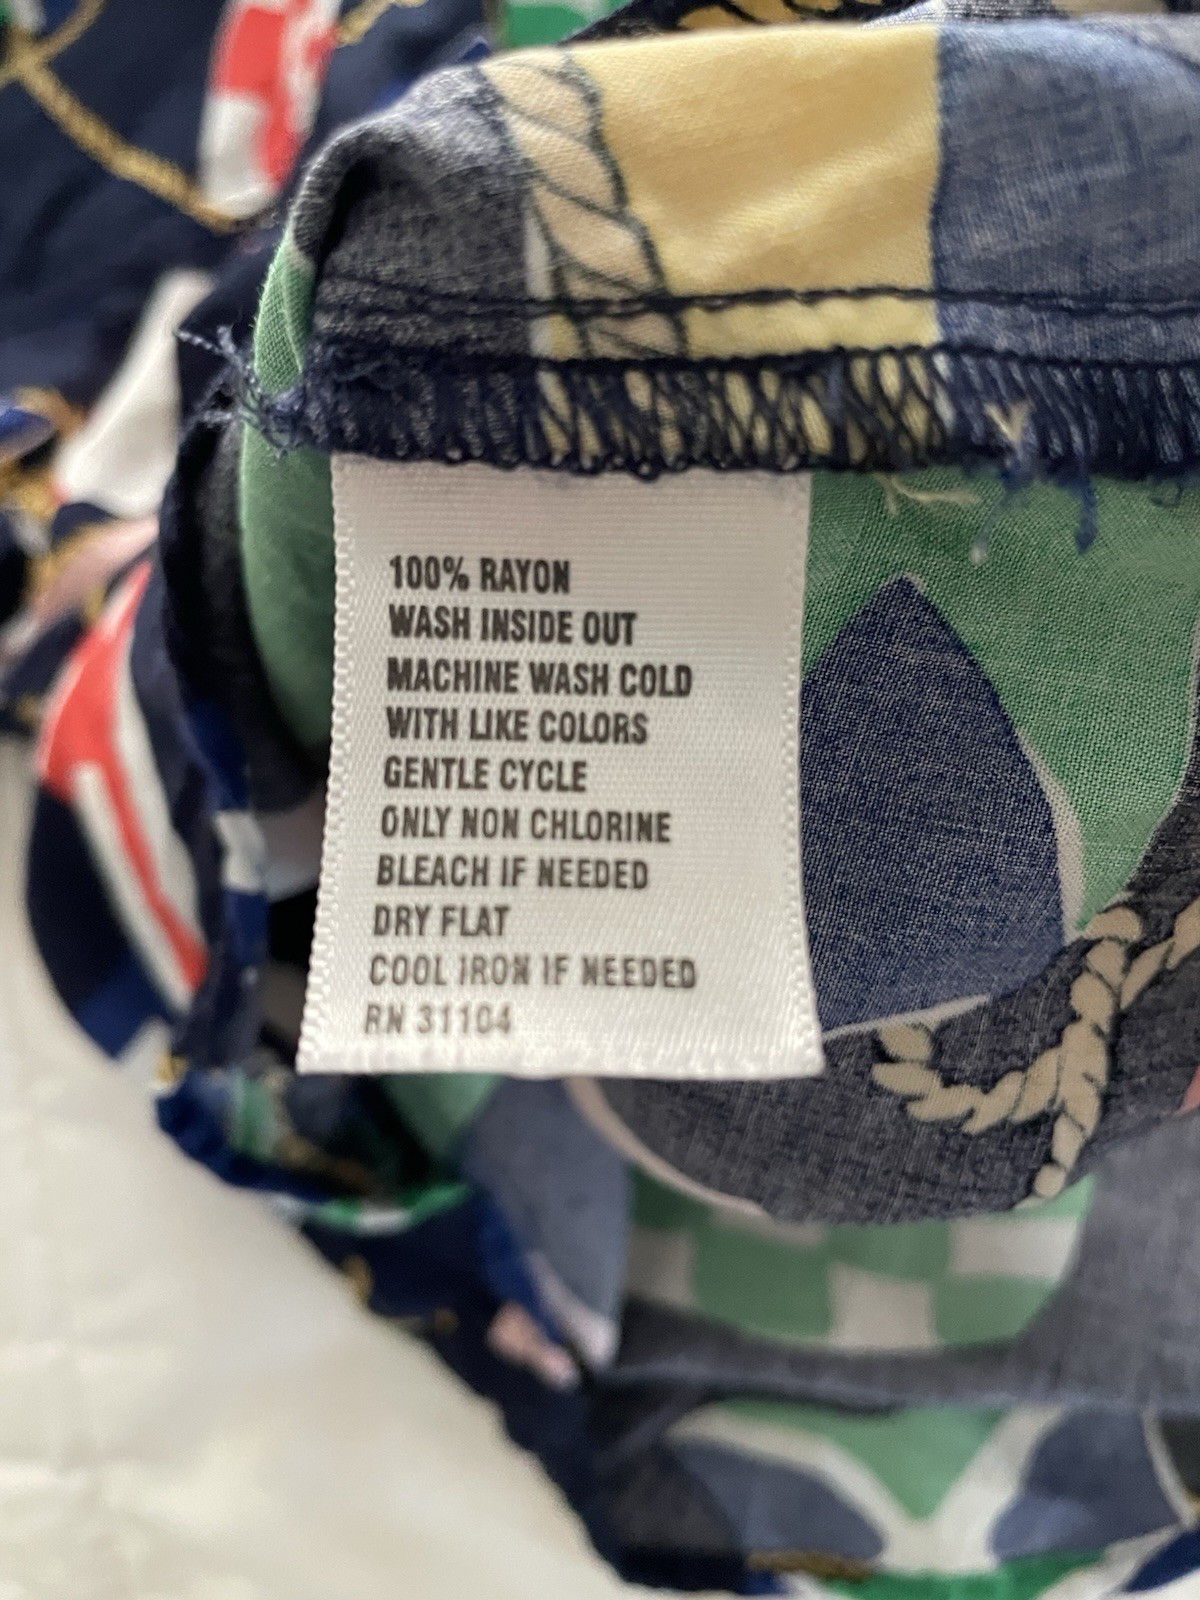 100% RAYON
WASH INSIDE OUT
MACHINE WASH COLD
WITH LIKE COLORS
GENTLE CYCLE
ONLY NON CHLORINE
BLEACH IF NEEDED
DRY FLAT
COOL IRON IF NEEDED
RN 31104